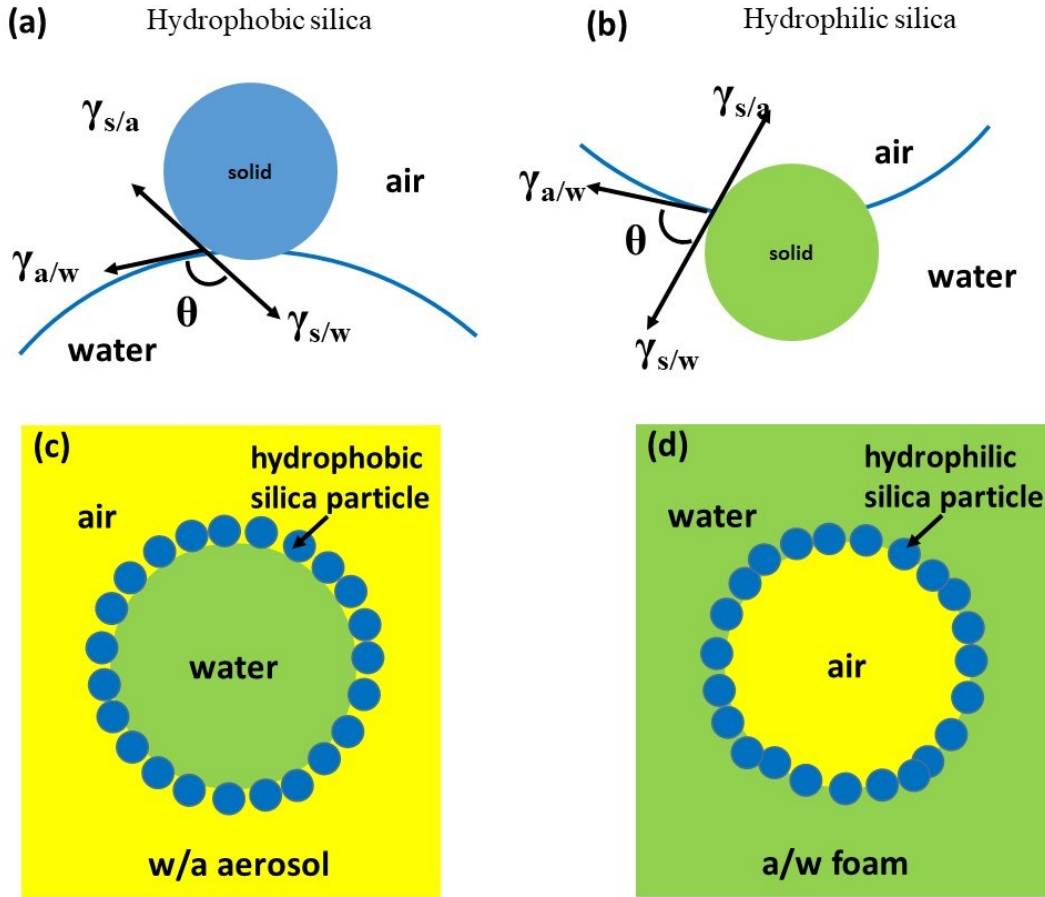 (a)
Hydrophobic silica
γs/a
solid
air
γa/w
θ
γs/w
water
(b)
Hydrophilic silica
γs/a
air
γa/w
θ
solid
water
γs/w
(c)
hydrophobic
silica particle
air
water
w/a aerosol
(d)
hydrophilic
silica particle
water
air
a/w foam